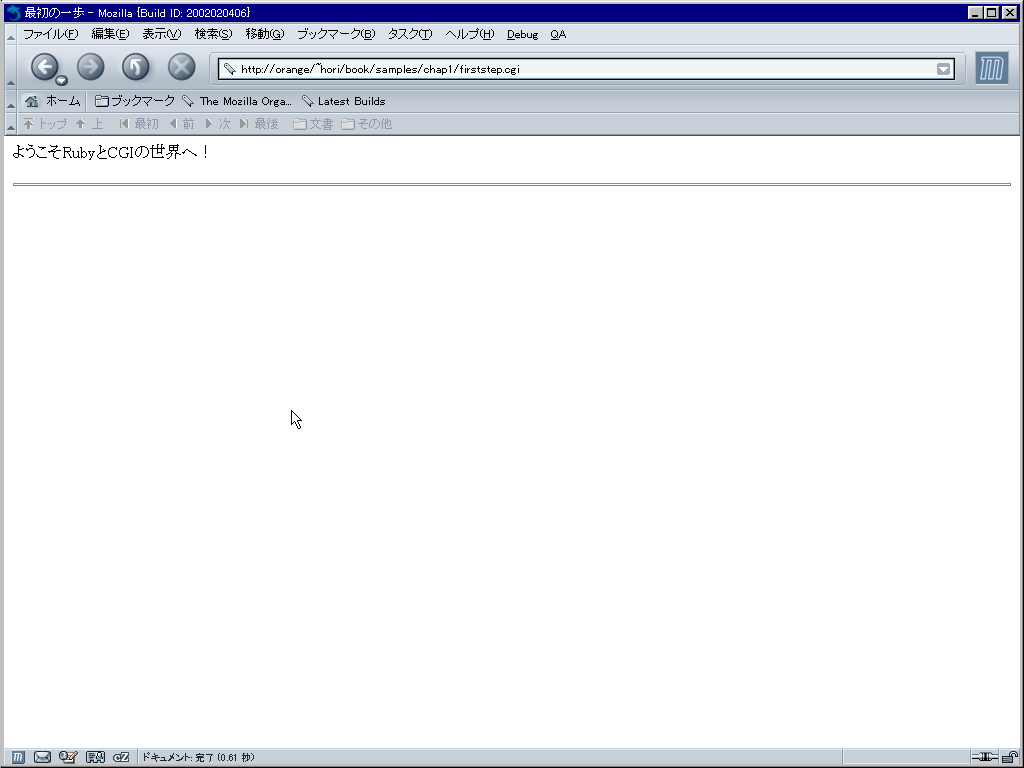 最初の一歩 - Mozilla {Build ID: 2002020406}
ファイル(F) 編集(E) 表示(V) 検索(S) 移動(G) ブックマーク(B) タスク(T) ヘルプ(H) Debug QA
http://orange/~hori/book/samples/chap1/firststep.cgi
ホーム ブックマーク The Mozilla Orga... Latest Builds
トップ 上 最初 前 次 最後 文書 その他
ようこそRubyとCGIの世界へ！
ドキュメント: 完了 (0.61 秒)